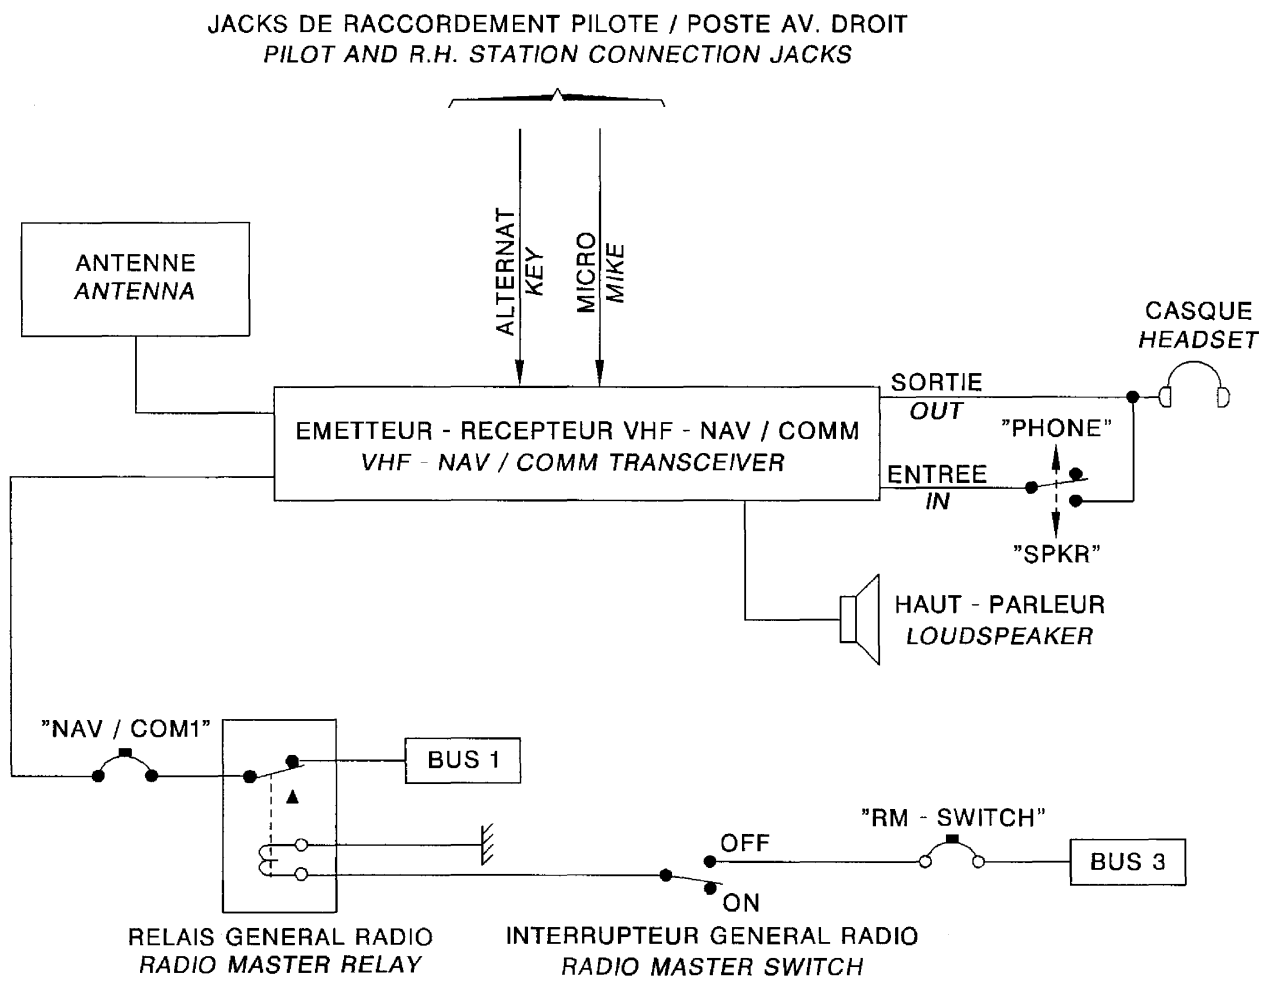 JACKS DE RACCORDEMENT PILOTE / POSTE AV. DROIT
PILOT AND R.H. STATION CONNECTION JACKS
ALTERNAT
KEY
MICRO
MIKE
ANTENNE
ANTENNA
CASQUE
HEADSET
SORTIE
OUT
"PHONE"
EMETTEUR - RECEPTEUR VHF - NAV / COMM
VHF - NAV / COMM TRANSCEIVER
ENTREE
IN
"SPKR"
HAUT - PARLEUR
LOUDSPEAKER
"NAV / COM1"
BUS 1
"RM - SWITCH"
OFF
BUS 3
ON
RELAIS GENERAL RADIO
RADIO MASTER RELAY
INTERRUPTEUR GENERAL RADIO
RADIO MASTER SWITCH